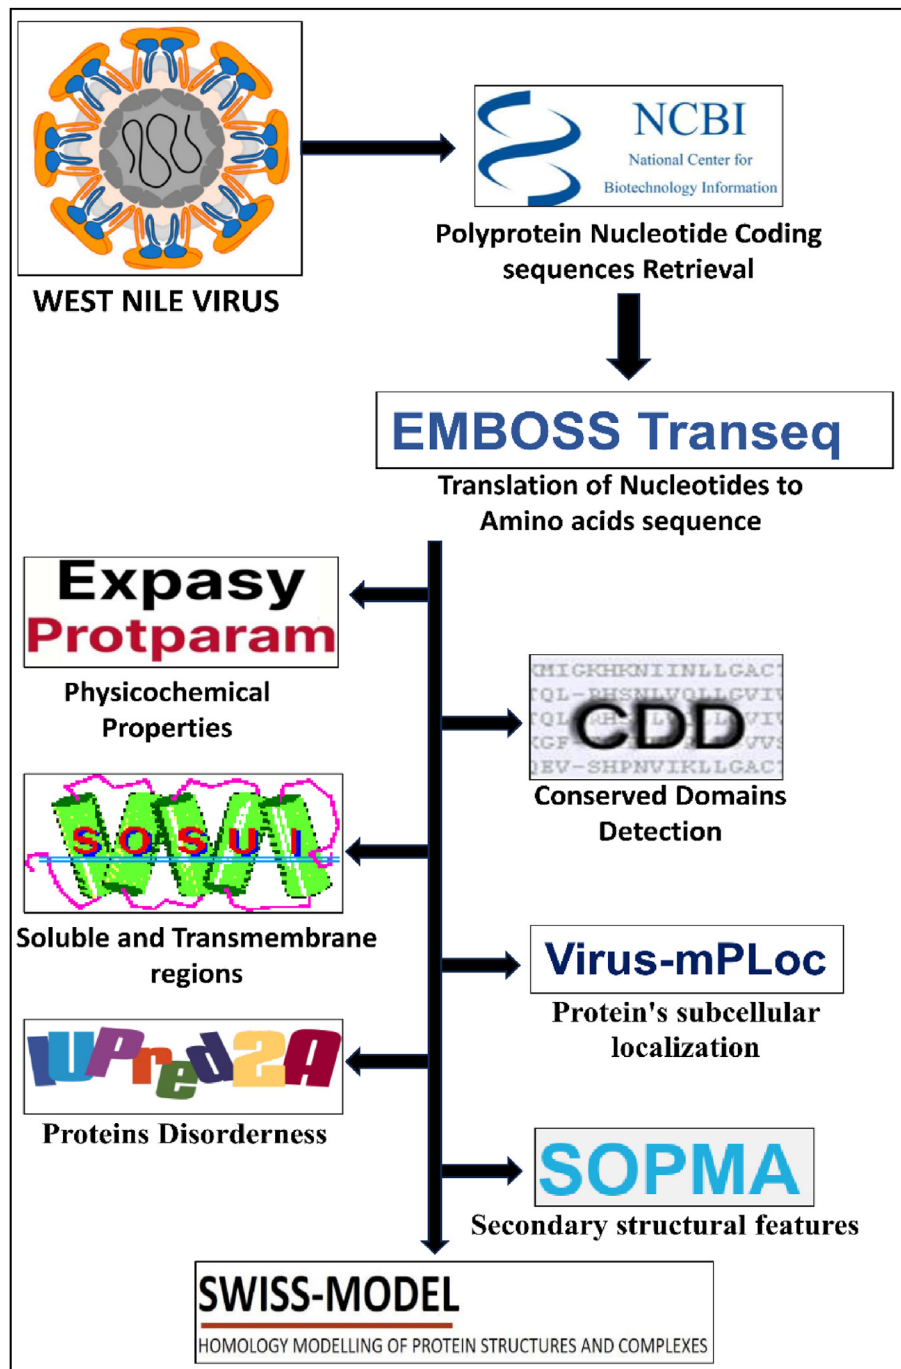 WEST NILE VIRUS
NCBI
National Center for
Biotechnology Information
Polyprotein Nucleotide Coding
sequences Retrieval
EMBOSS Transeq
Translation of Nucleotides to
Amino acids sequence
Expasy
Protparam
Physicochemical
Properties
KMIGKHKNIINLLGACT
CDD
QEV-SHPNVIKLLGACT
Conserved Domains
Detection
SOSUI
Soluble and Transmembrane
regions
Virus-mPLoc
Protein's subcellular
localization
IUPred2A
Proteins Disorderness
SOPMA
Secondary structural features
SWISS-MODEL
HOMOLOGY MODELLING OF PROTEIN STRUCTURES AND COMPLEXES